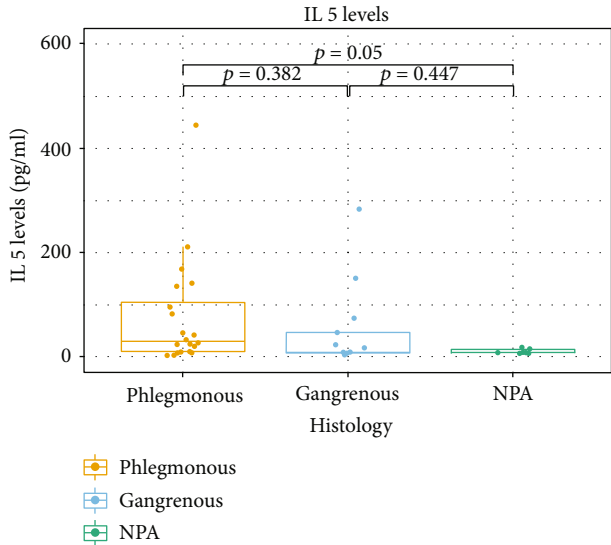 IL 5 levels
600
p = 0.05
p = 0.382 p = 0.447
400
200
0
IL 5 levels (pg/ml)
Phlegmonous Gangrenous NPA
Histology
Phlegmonous
Gangrenous
NPA